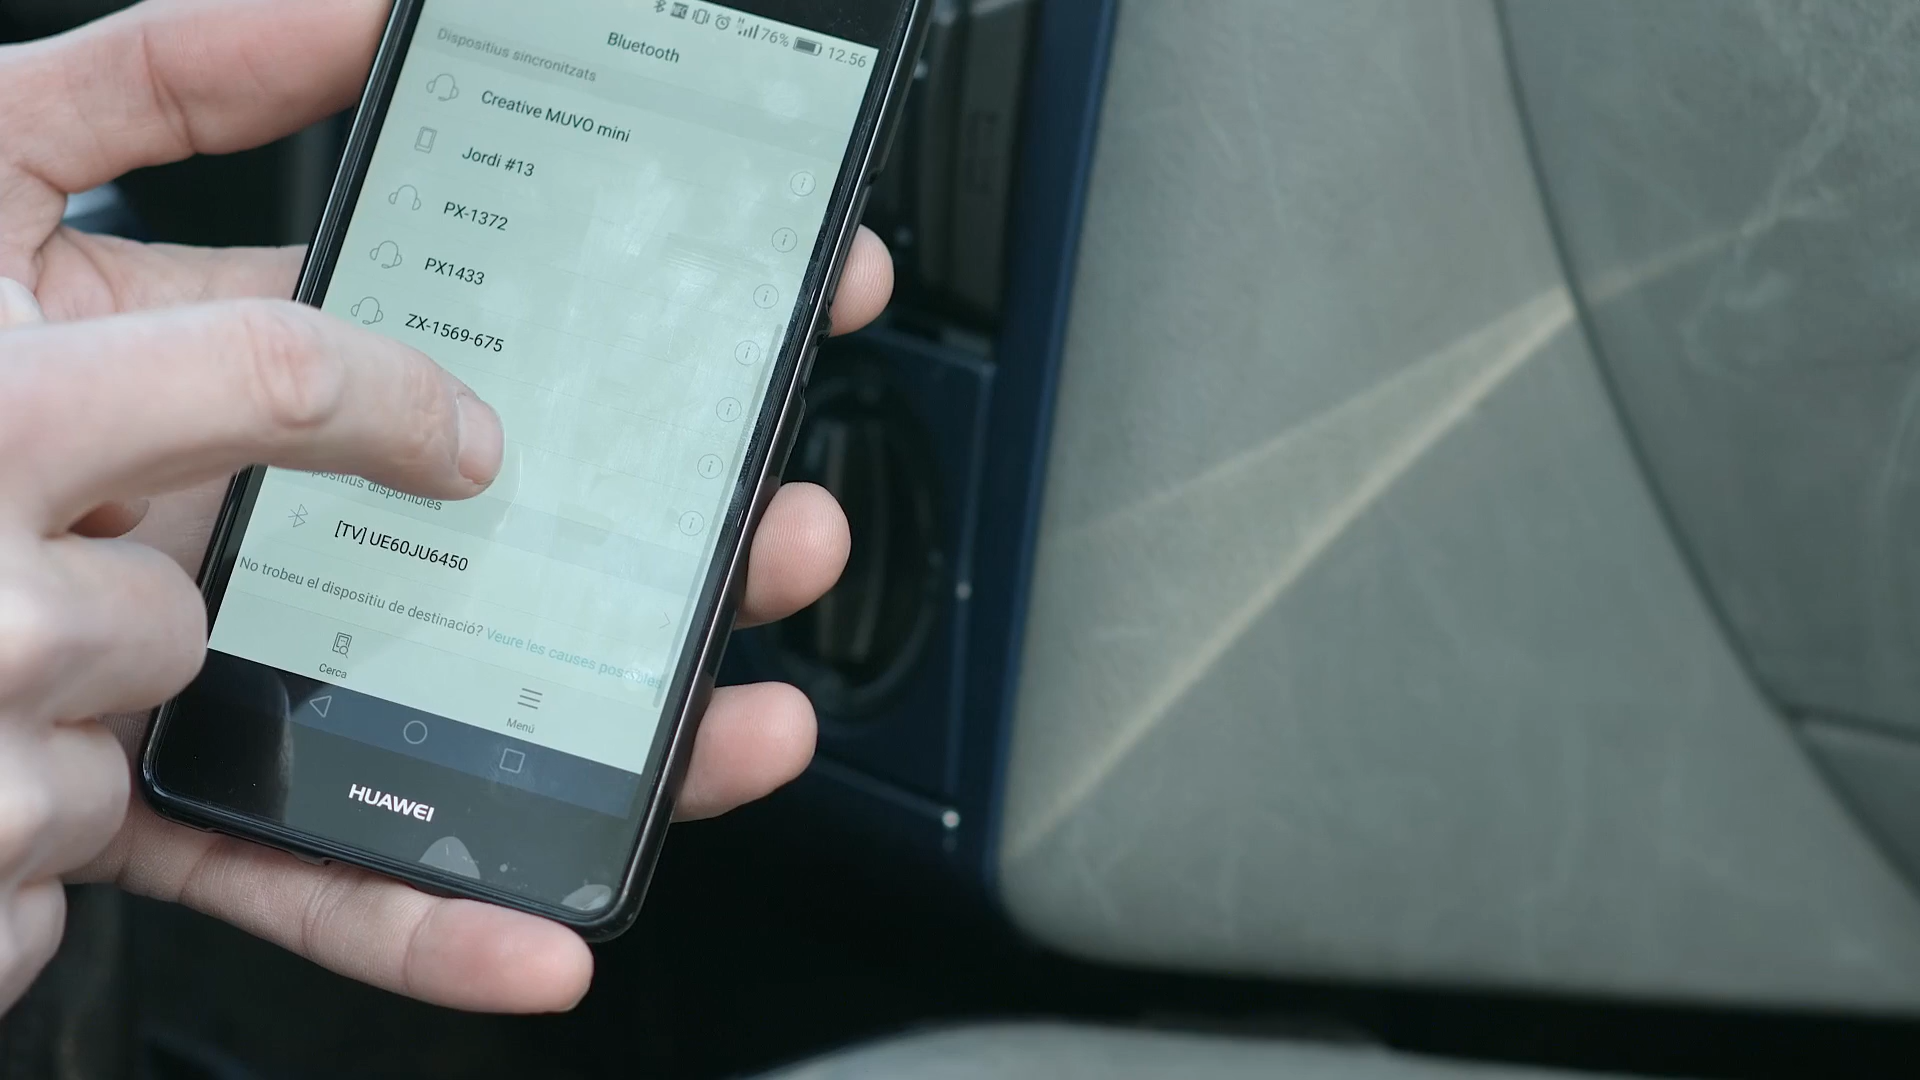 76% 12.56
Bluetooth
Dispositius sincronitzats
Creative MUVO mini
Jordi #13
PX-1372
PX1433
ZX-1569-675
disponibles
[TV] UE60JU6450
No trobeu el dispositiu de destinació? Veure les causes possibles
Cerca
Menú
HUAWEI